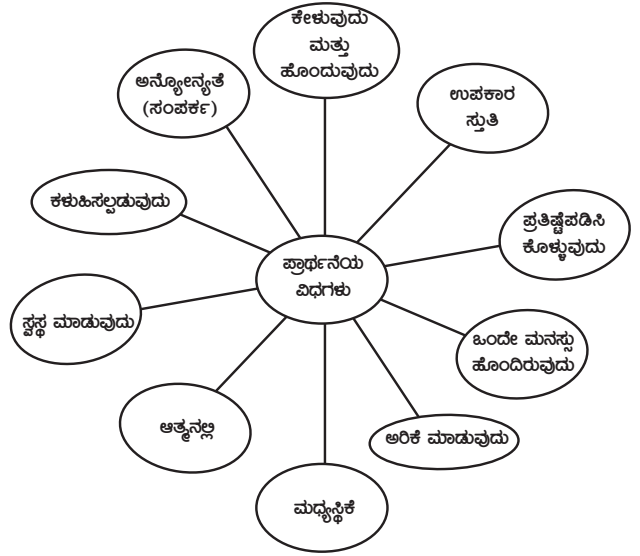 ಕೇಳುವುದು
ಮತ್ತು
ಹೊಂದುವುದು
ಅನ್ಯೋನ್ಯತೆ
(ಸಂಪರ್ಕ)
ಉಪಕಾರ
ಸ್ತುತಿ
ಕಳುಹಿಸಲ್ಪಡುವುದು
ಪ್ರತಿಷ್ಟೆಪಡಿಸಿ
ಕೊಳ್ಳುವುದು
ಪ್ರಾರ್ಥನೆಯ
ವಿಧಗಳು
ಸ್ವಸ್ಥ ಮಾಡುವುದು
ಒಂದೇ ಮನಸ್ಸು
ಹೊಂದಿರುವುದು
ಆತ್ಮನಲ್ಲಿ
ಅರಿಕೆ ಮಾಡುವುದು
ಮಧ್ಯಸ್ಥಿಕೆ